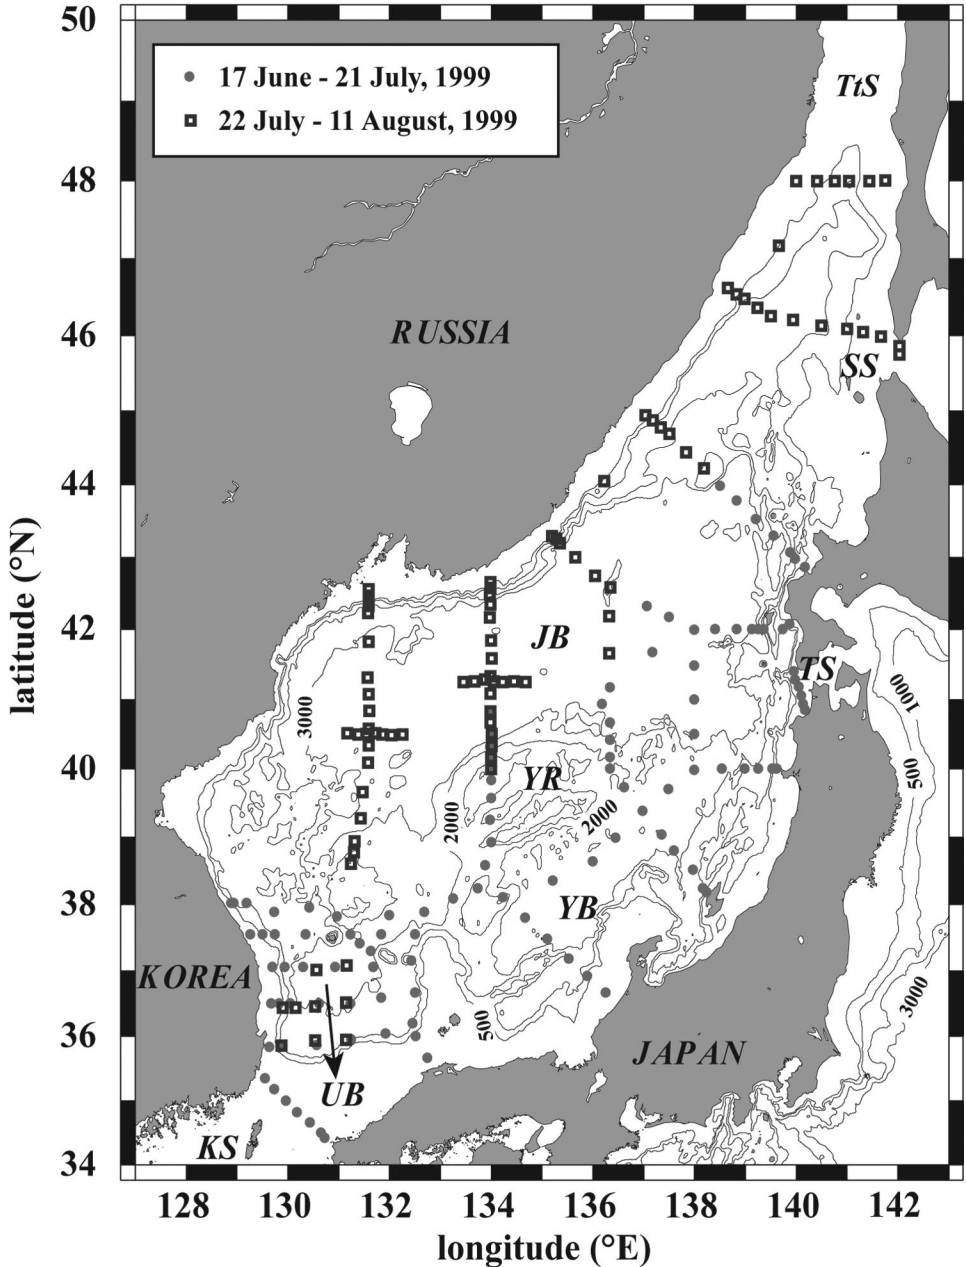 50
17 June - 21 July, 1999
22 July - 11 August, 1999
TtS
48
RUSSIA
46
SS
44
latitude (°N)
42
JB
TS
3000
1000
500
40
YR
2000
2000
38
YB
KOREA
3000
36
500
JAPAN
UB
KS
34
128 130 132 134 136 138 140 142
longitude (°E)